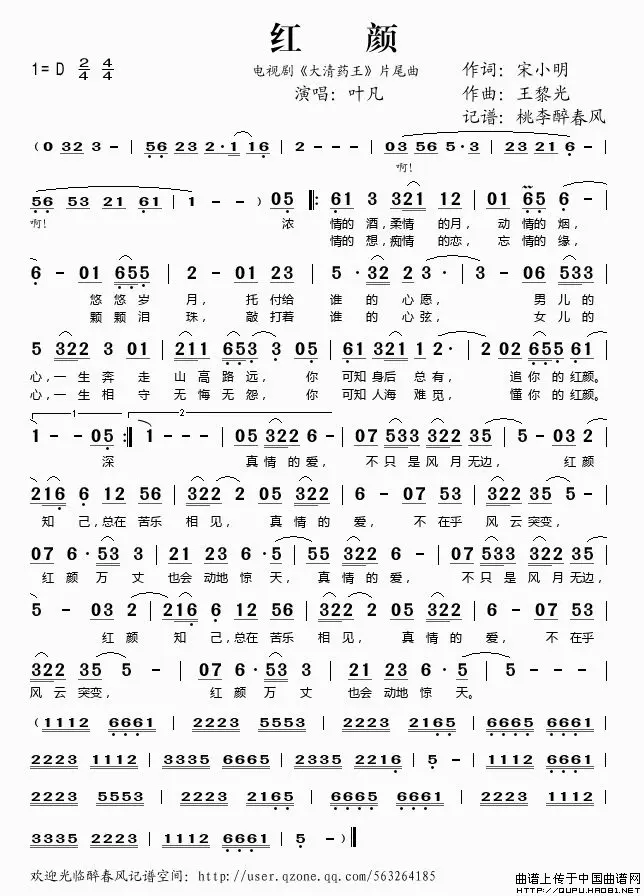 红 颜
1=D 2/4 4/4
电视剧《大清药王》片尾曲
作词：宋小明
演唱：叶凡
作曲：王黎光
记谱：桃李醉春风
（0 323 - | 56 23 2·1 16 | 2 - - - | 03 56 5·3 | 23 21 6 - |
啊！
56 53 21 61 | 1 - - ）05 |: 61 3 321 12 | 01 65 6 - |
啊！ 浓 情的 酒，柔情 的月， 动 情的 烟，
情的 想，痴情 的恋， 忘 情的 缘，
6 - 01 655 | 2 - 01 23 | 5· 32 23· | 3 - 06 533 |
悠 悠岁 月， 托 付给 谁 的 心愿， 男 儿的
颗 颗泪 珠， 敲 打着 谁 的 心弦， 女 儿的
5 322 3 01 | 211 653 3 05 | 61 321 1 2· | 2 02 655 61 |
心，一生 奔 走 山 高 路远， 你 可知 身后 总有， 追 你的 红颜。
心，一生 相 守 无 悔 无怨， 你 可知 人海 难觅， 懂 你的 红颜。
1 2
1 - - 05 :| 1 - - - | 05 322 6 - | 07 533 322 35 | 5 - 03 2 |
深 真 情的 爱， 不 只是 风月 无边， 红颜
216 6 12 56 | 322 2 05 322 | 6 - 07 53 | 322 35 5 - |
知 己，总在 苦乐 相见， 真 情的 爱， 不 在乎 风云 突变，
07 6· 53 3 | 21 23 6· 5 | 55 322 6 - | 07 533 322 35 |
红 颜 万 丈 也会 动地 惊 天， 真情 的 爱， 不 只是 风月 无边，
5 - 03 2 | 216 6 12 56 | 322 2 05 322 | 6 - 07 53 |
红 颜 知 己，总在 苦乐 相见， 真 情的 爱， 不 在乎
322 35 5 - | 07 6· 53 3 | 21 23 6· 5 | 5 - - - |
风云 突变， 红 颜 万 丈 也会 动地 惊 天。
（1112 6661 | 2223 5553 | 2223 2165 | 6665 6661 |
2223 1112 | 3335 6665 | 2235 2216 | 5 - | 1112 6661 |
2223 5553 | 2223 2165 | 6665 6661 | 2223 1112 |
3335 2223 | 1112 6661 | 5 - ）‖
欢迎光临醉春风记谱空间：http://user.qzone.qq.com/563264185
曲谱上传于中国曲谱网
http://QUPU.HAO81.NET